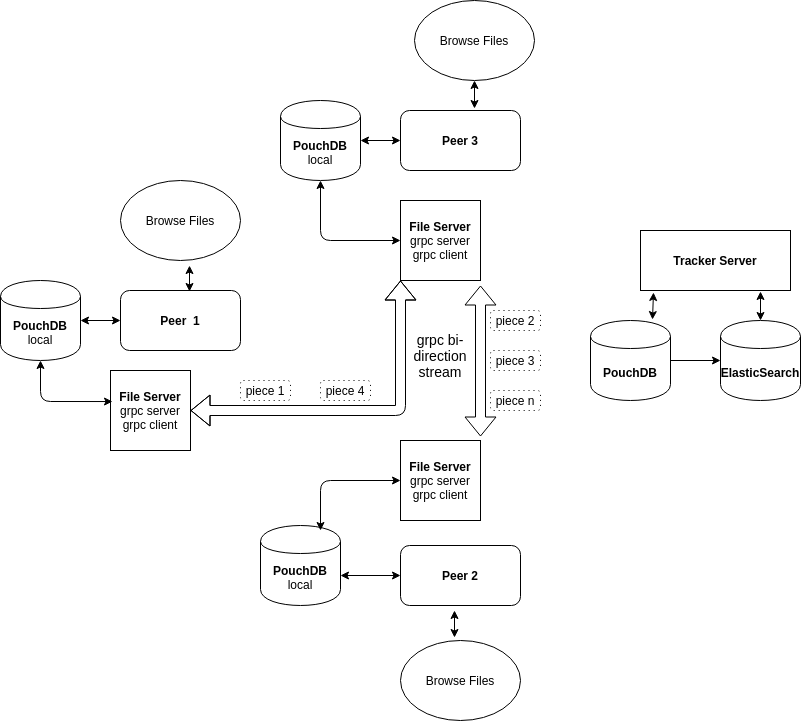 Browse Files
PouchDB
local
Peer 3
File Server
grpc server
grpc client
Browse Files
PouchDB
local
Peer 1
File Server
grpc server
grpc client
piece 1
piece 4
grpc bi-
direction
stream
piece 2
piece 3
piece n
Tracker Server
PouchDB
ElasticSearch
File Server
grpc server
grpc client
PouchDB
local
Peer 2
Browse Files